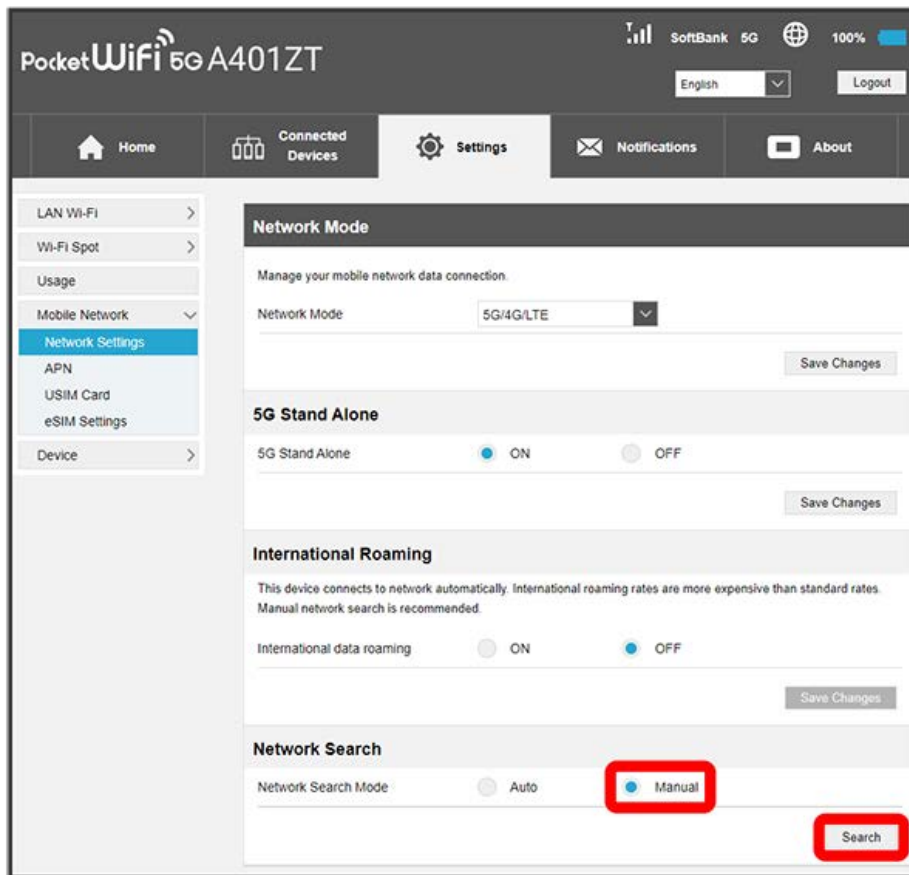 SoftBank 5G 100%
Pocket WiFi 5G A401ZT
English Logout
Home Connected Devices Settings Notifications About
LAN Wi-Fi
Wi-Fi Spot
Usage
Mobile Network
Network Settings
APN
USIM Card
eSIM Settings
Device
Network Mode
Manage your mobile network data connection.
Network Mode 5G/4G/LTE
Save Changes
5G Stand Alone
5G Stand Alone ON OFF
Save Changes
International Roaming
This device connects to network automatically. International roaming rates are more expensive than standard rates.
Manual network search is recommended.
International data roaming ON OFF
Save Changes
Network Search
Network Search Mode Auto Manual
Search